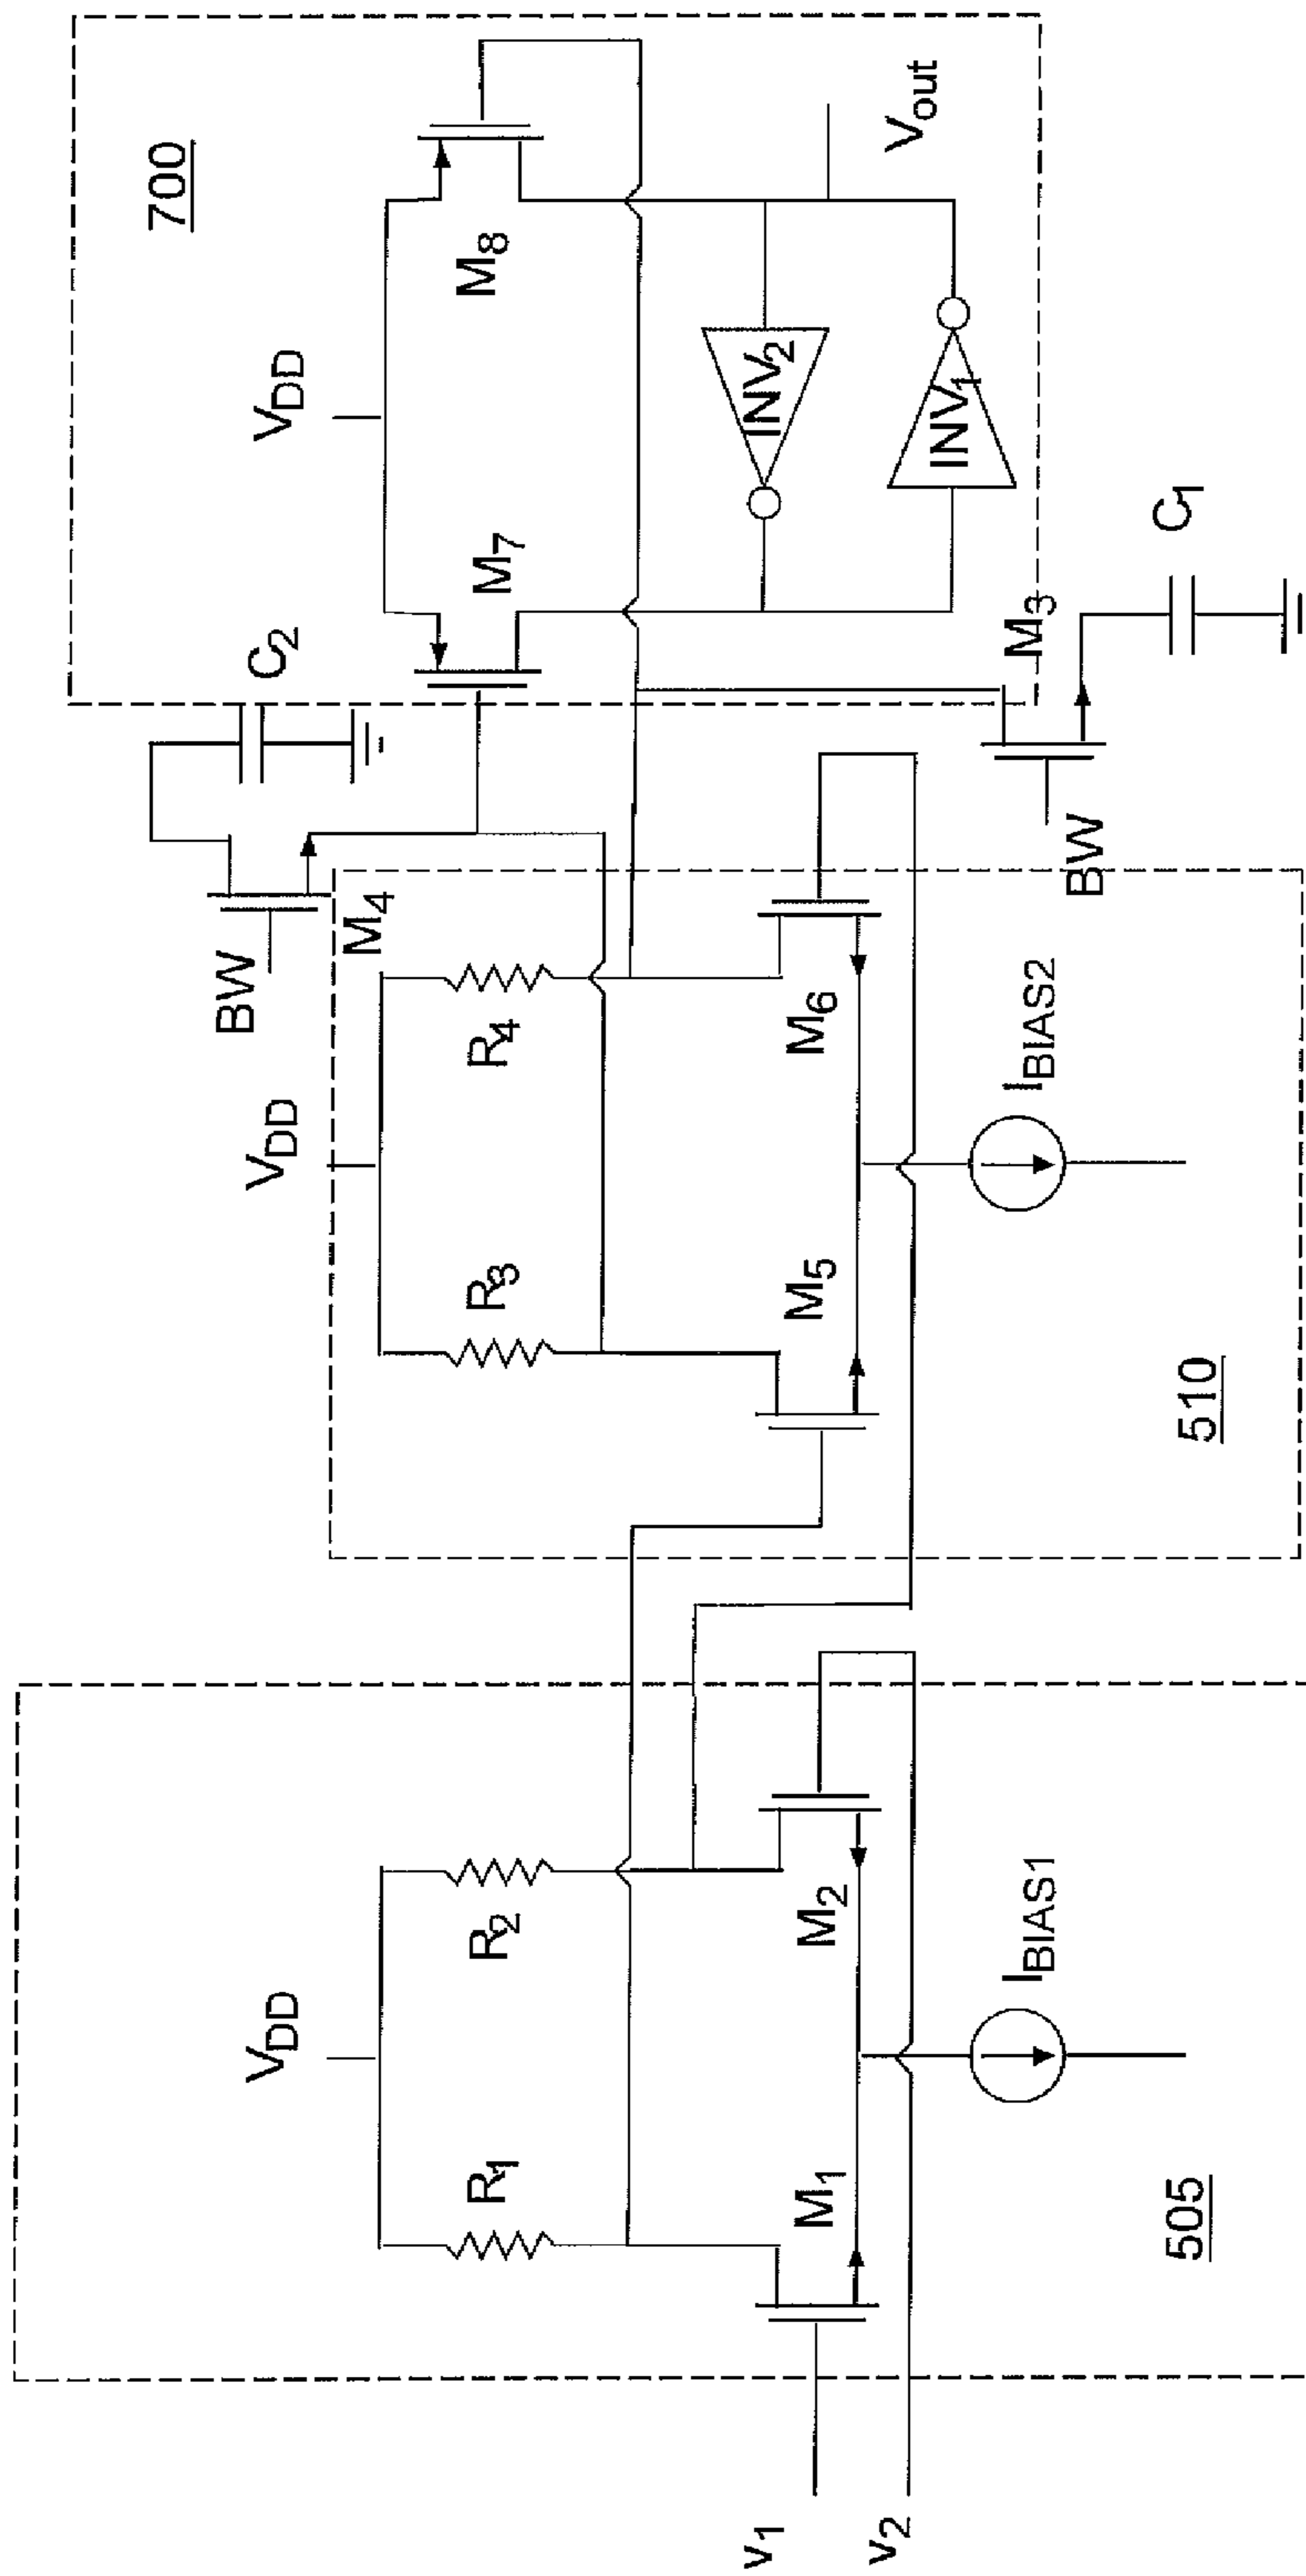 700
V_DD
M_8
V_out
INV_2
INV_1
M_7
C_2
M_3
C_1
BW
BW
M_4
V_DD
R_4
R_3
M_6
M_5
I_BIAS2
510
V_DD
R_2
R_1
M_2
M_1
I_BIAS1
505
v_1
v_2